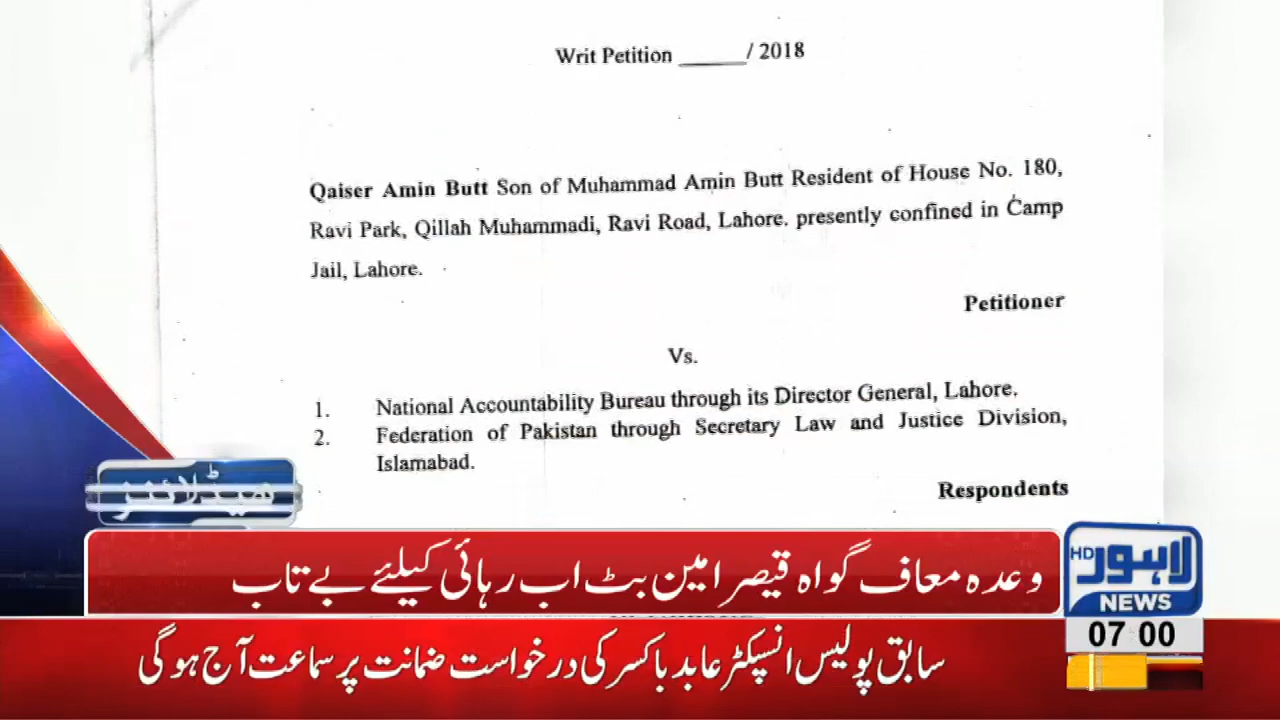 Writ Petition ______/ 2018
Qaiser Amin Butt Son of Muhammad Amin Butt Resident of House No. 180,
Ravi Park, Qillah Muhammadi, Ravi Road, Lahore. presently confined in Camp
Jail, Lahore.
Petitioner
Vs.
1. National Accountability Bureau through its Director General, Lahore.
2. Federation of Pakistan through Secretary Law and Justice Division,
Islamabad.
Respondents
ہیڈلائنز
وعدہ معاف گواہ قیصر امین بٹ اب رہائی کیلئے بے تاب
HD لاہور
NEWS
07 00
سابق پولیس انسپکٹر عابد باکسر کی درخواست ضمانت پر سماعت آج ہوگی